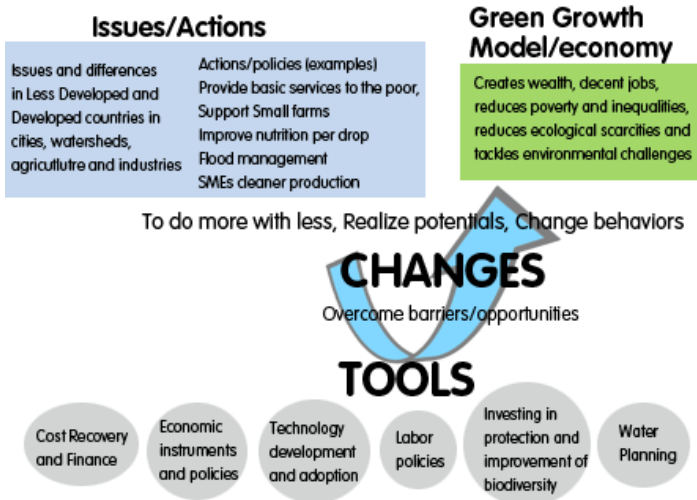 Issues/Actions
Issues and differences
in Less Developed and
Developed countries in
cities, watersheds,
agricutlutre and industries
Actions/policies (examples)
Provide basic services to the poor,
Support Small farms
Improve nutrition per drop
Flood management
SMEs cleaner production
Green Growth
Model/economy
Creates wealth, decent jobs,
reduces poverty and inequalities,
reduces ecological scarcities and
tackles environmental challenges
To do more with less, Realize potentials, Change behaviors
CHANGES
Overcome barriers/opportunities
TOOLS
Cost Recovery
and Finance
Economic
instruments
and policies
Technology
development
and adoption
Labor
policies
Investing in
protection and
improvement of
biodiversity
Water
Planning